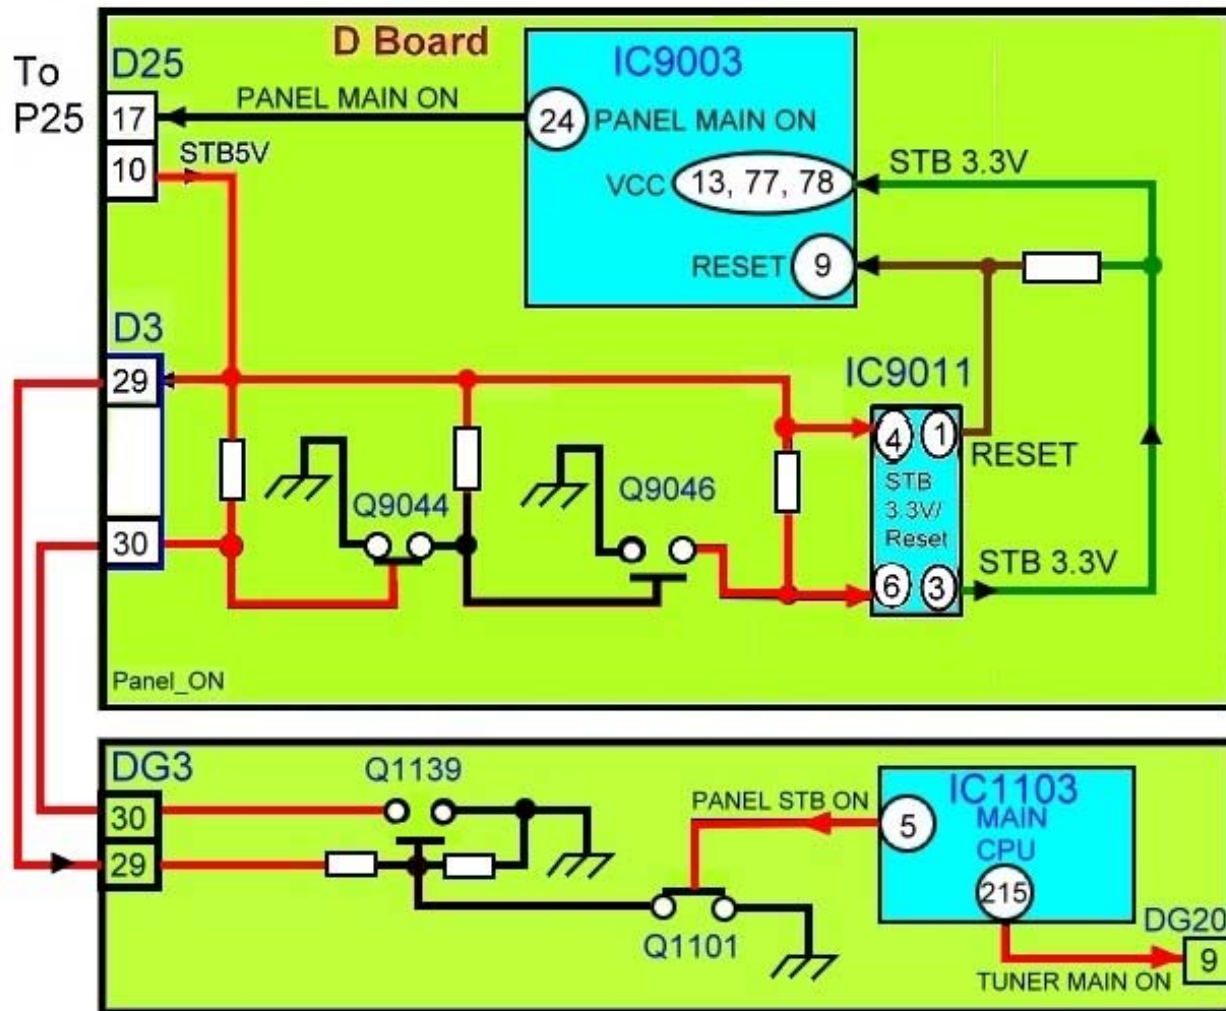 To
P25
D25
D Board
17
PANEL MAIN ON
10
STB5V
IC9003
24
PANEL MAIN ON
VCC
13, 77, 78
STB 3.3V
RESET
9
D3
29
30
IC9011
4
1
RESET
STB
3.3V/
Reset
6
3
STB 3.3V
Q9044
Q9046
Panel_ON
DG3
30
29
Q1139
PANEL STB ON
5
IC1103
MAIN
CPU
215
Q1101
DG20
9
TUNER MAIN ON